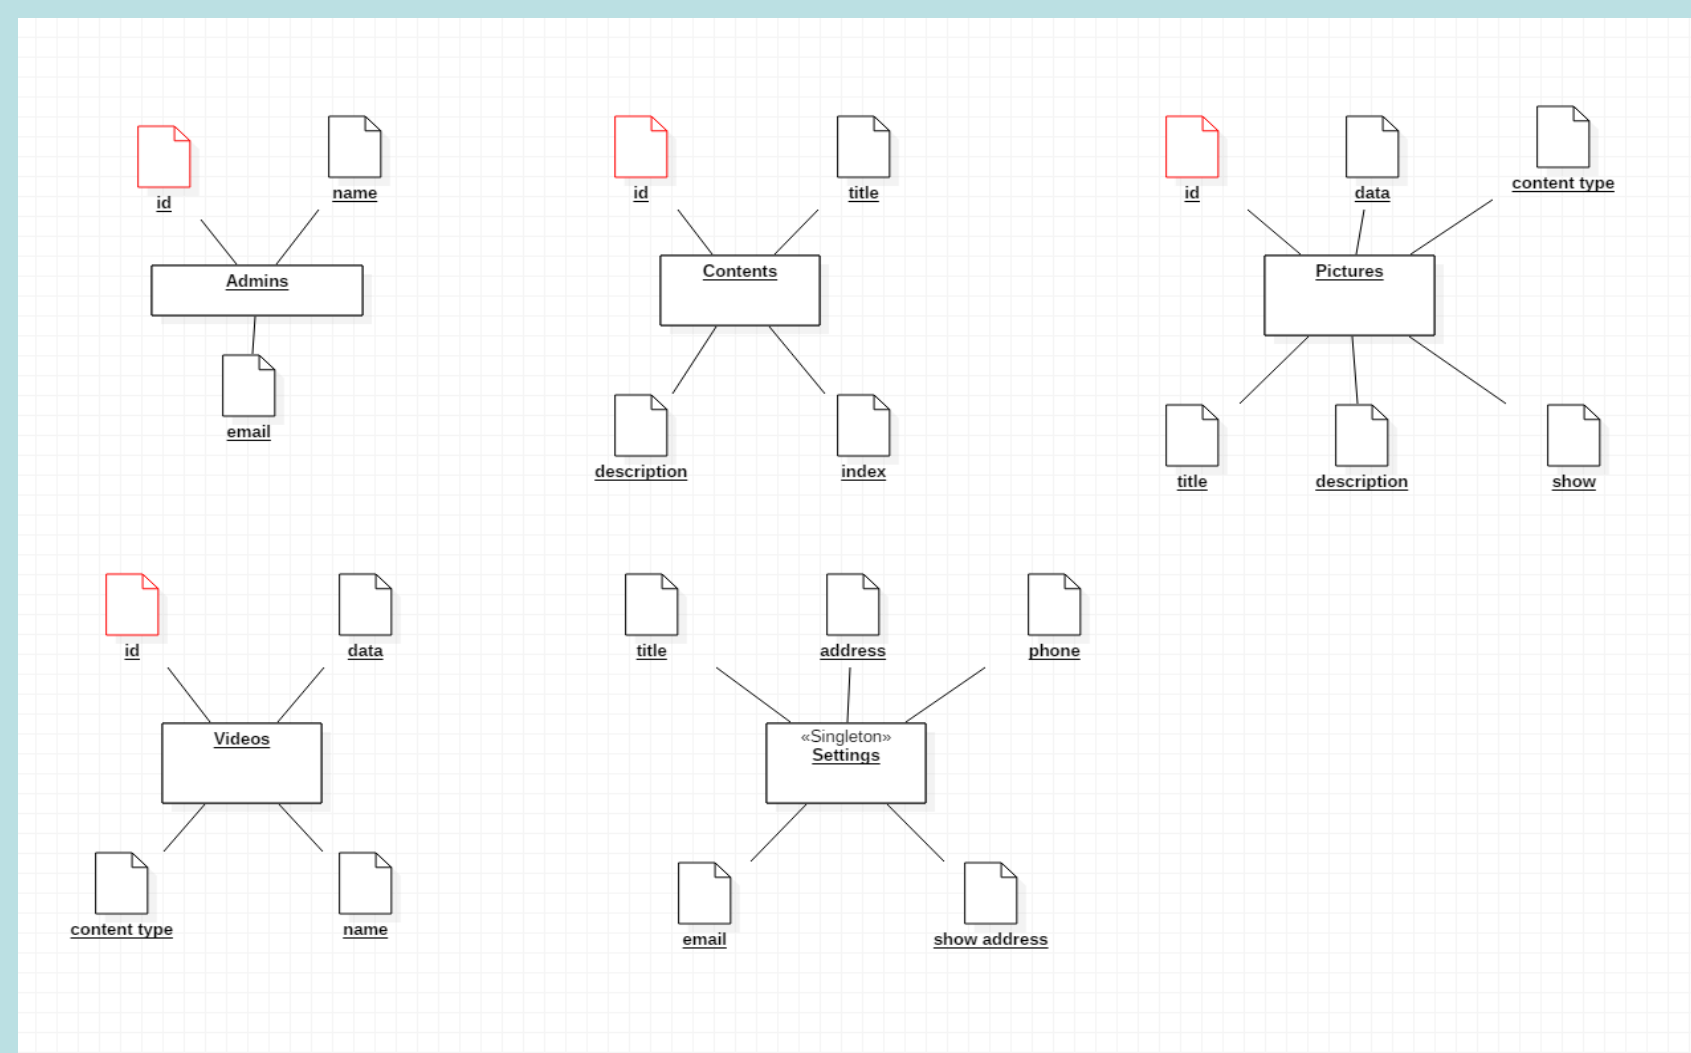 id
name
Admins
email
id
title
Contents
description
index
id
data
content type
Pictures
title
description
show
id
data
Videos
content type
name
title
address
phone
«Singleton»
Settings
email
show address